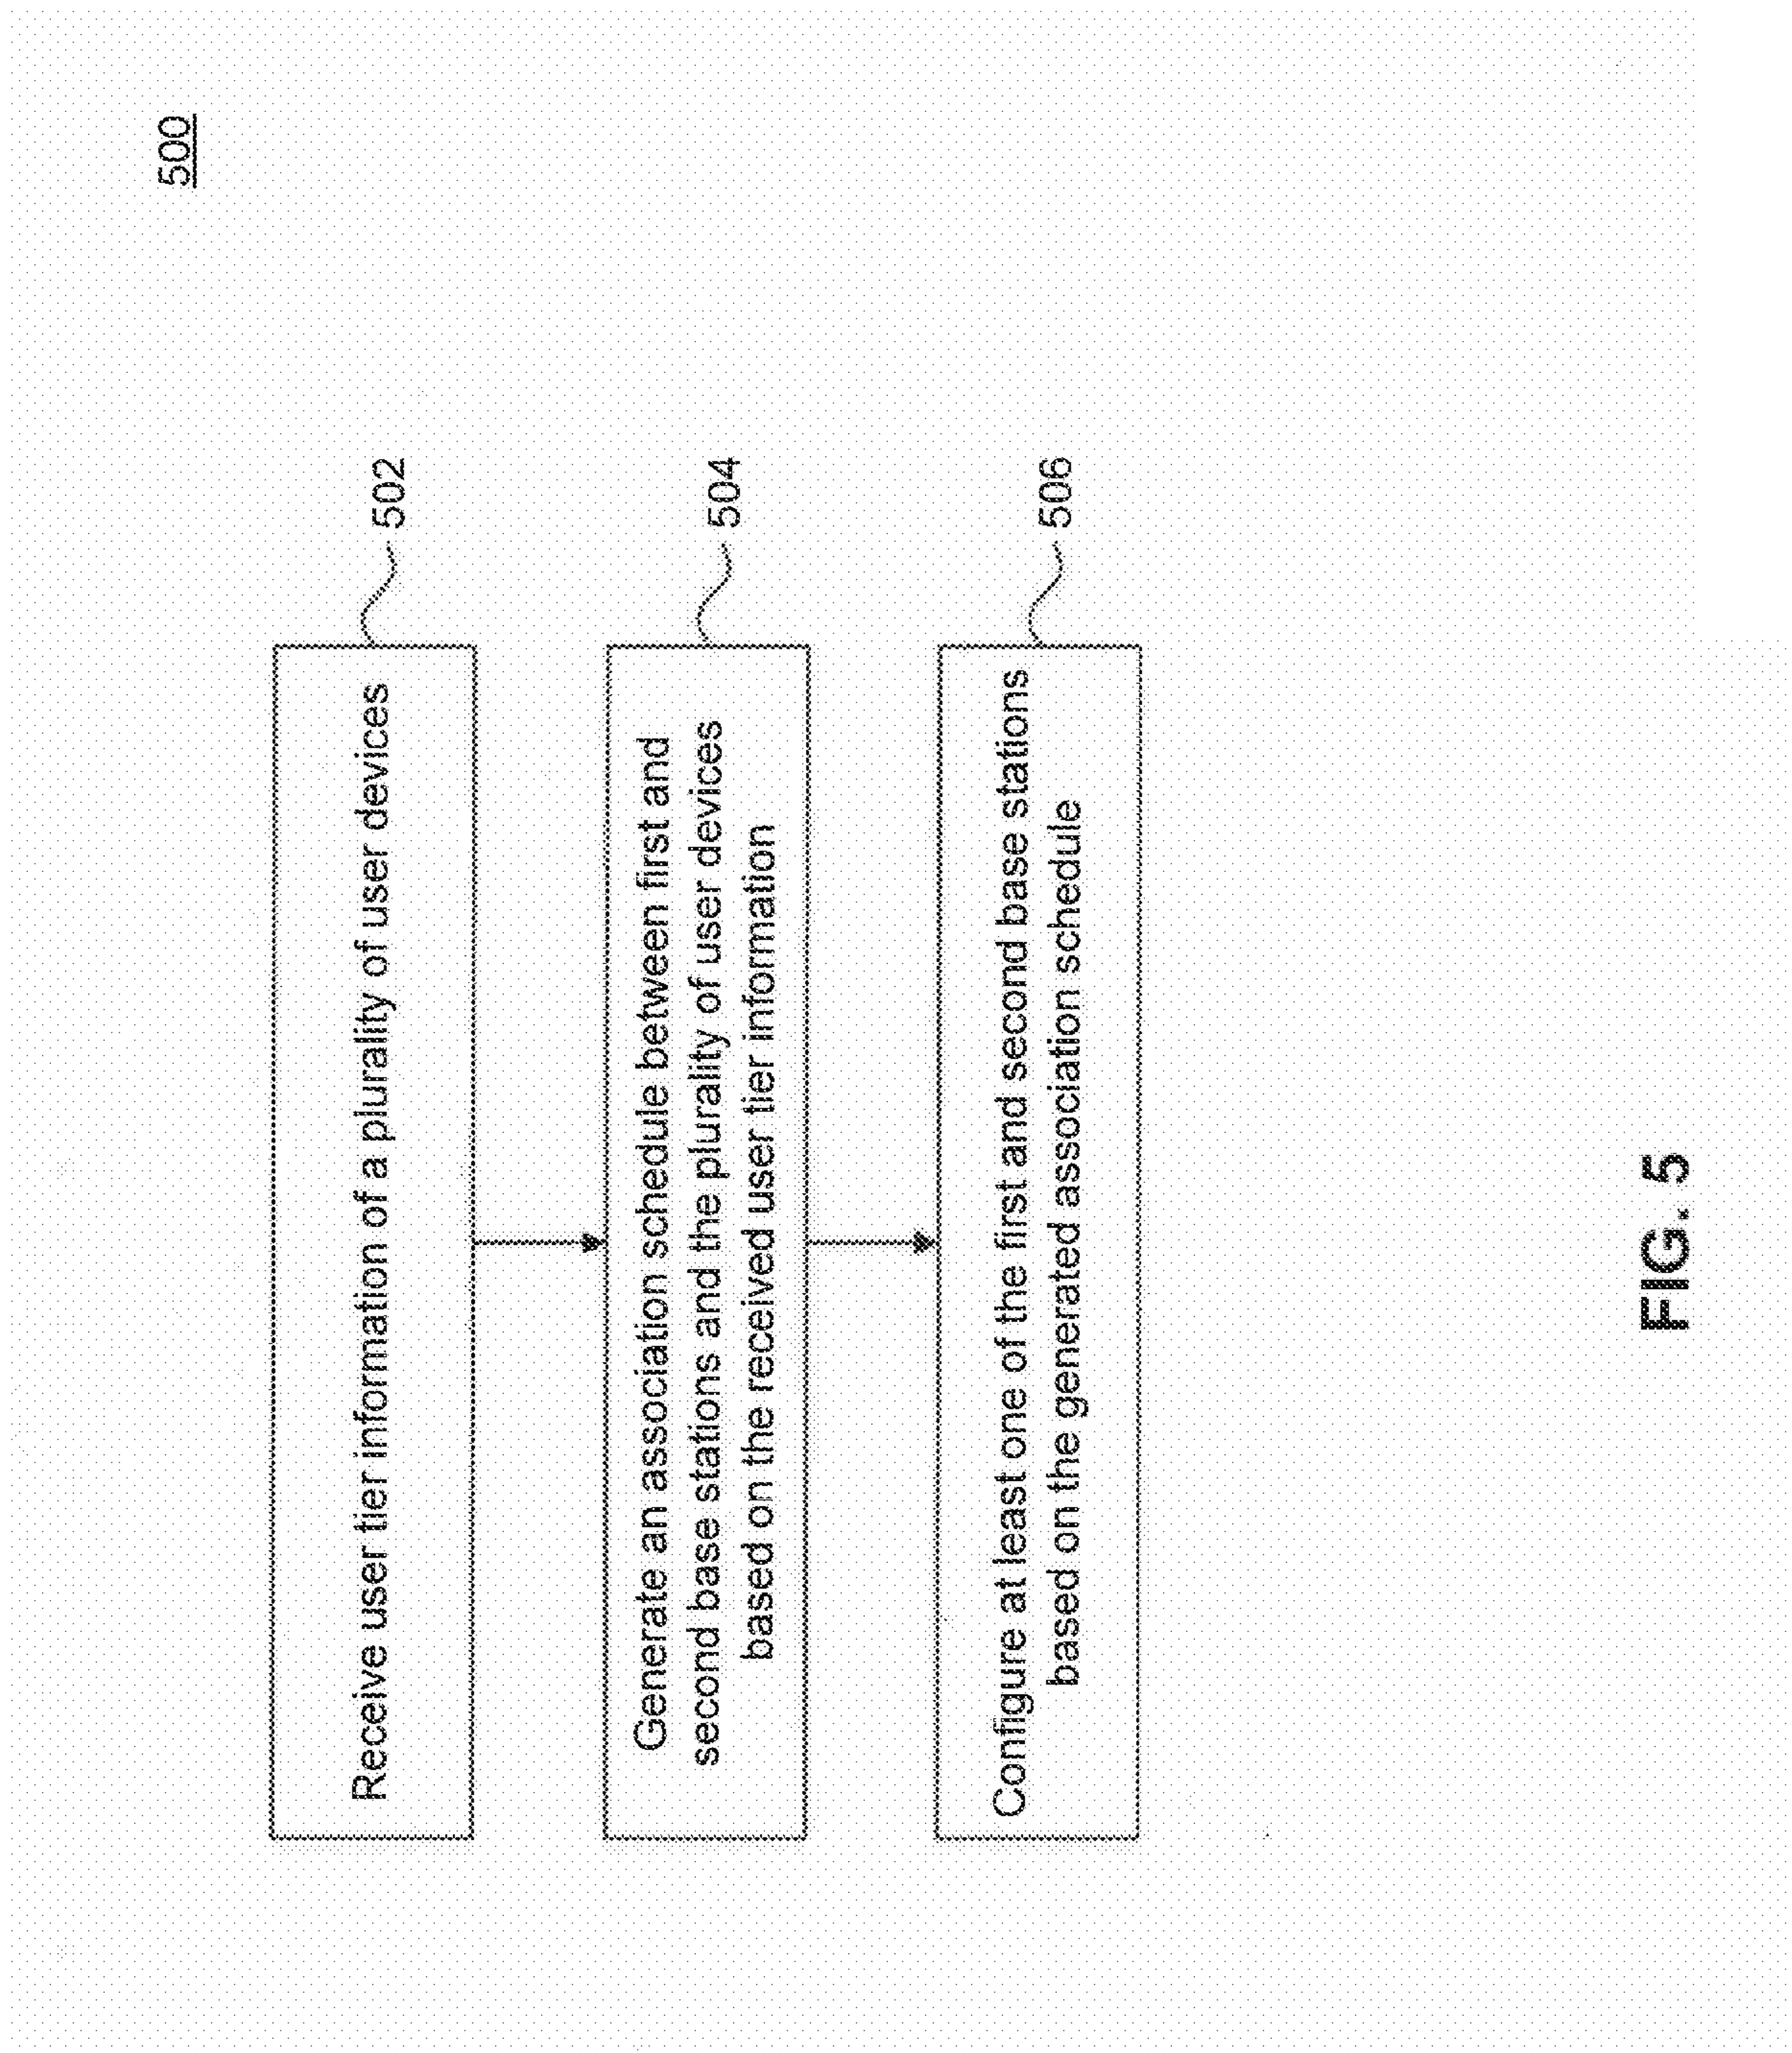 500
Receive user tier information of a plurality of user devices
502
Generate an association schedule between first and
second base stations and the plurality of user devices
based on the received user tier information
504
Configure at least one of the first and second base stations
based on the generated association schedule
506
FIG. 5